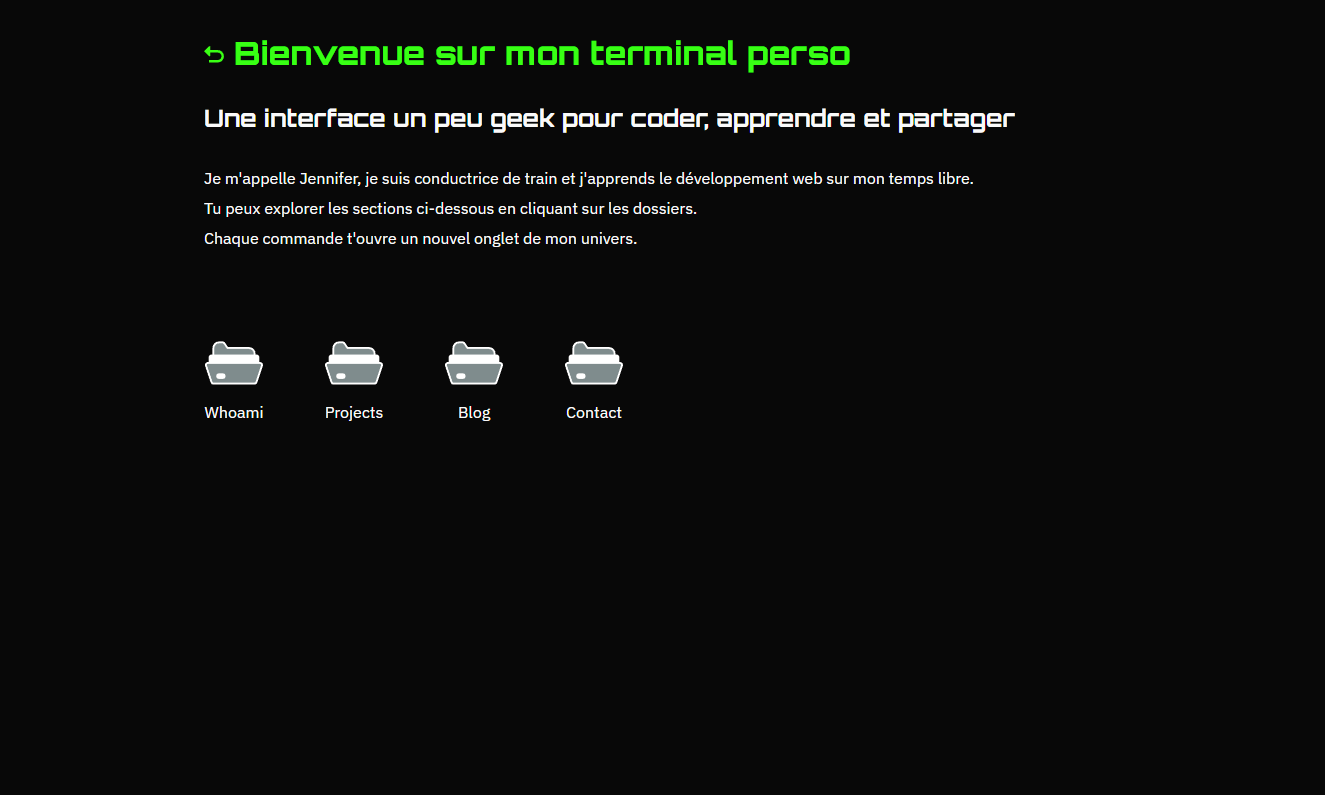 Bienvenue sur mon terminal perso
Une interface un peu geek pour coder, apprendre et partager
Je m'appelle Jennifer, je suis conductrice de train et j'apprends le développement web sur mon temps libre.
Tu peux explorer les sections ci-dessous en cliquant sur les dossiers.
Chaque commande t'ouvre un nouvel onglet de mon univers.
Whoami Projects Blog Contact